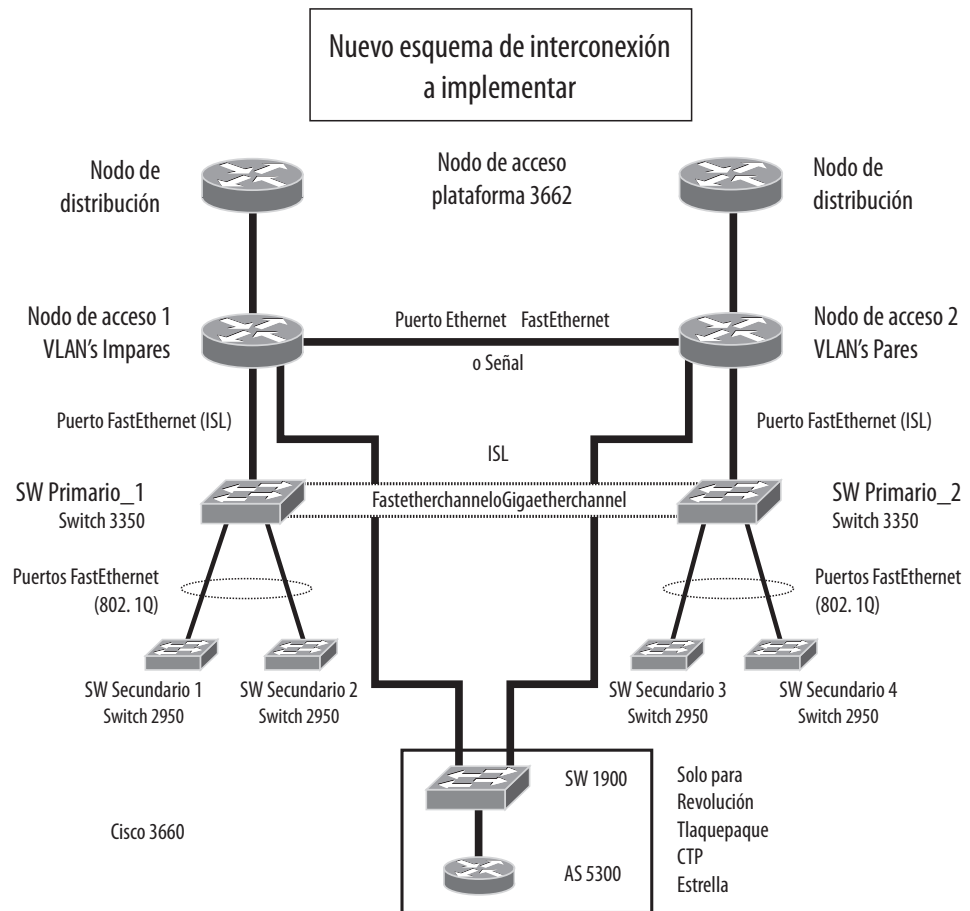 Nuevo esquema de interconexión
a implementar
Nodo de
distribución
Nodo de acceso
plataforma 3662
Nodo de
distribución
Nodo de acceso 1
VLAN's Impares
Puerto Ethernet FastEthernet
o Señal
Nodo de acceso 2
VLAN's Pares
Puerto FastEthernet (ISL)
Puerto FastEthernet (ISL)
ISL
SW Primario_1
Switch 3350
FastetherchanneloGigaetherchannel
SW Primario_2
Switch 3350
Puertos FastEthernet
(802. 1Q)
Puertos FastEthernet
(802. 1Q)
SW Secundario 1
Switch 2950
SW Secundario 2
Switch 2950
SW Secundario 3
Switch 2950
SW Secundario 4
Switch 2950
Cisco 3660
SW 1900
AS 5300
Solo para
Revolución
Tlaquepaque
CTP
Estrella